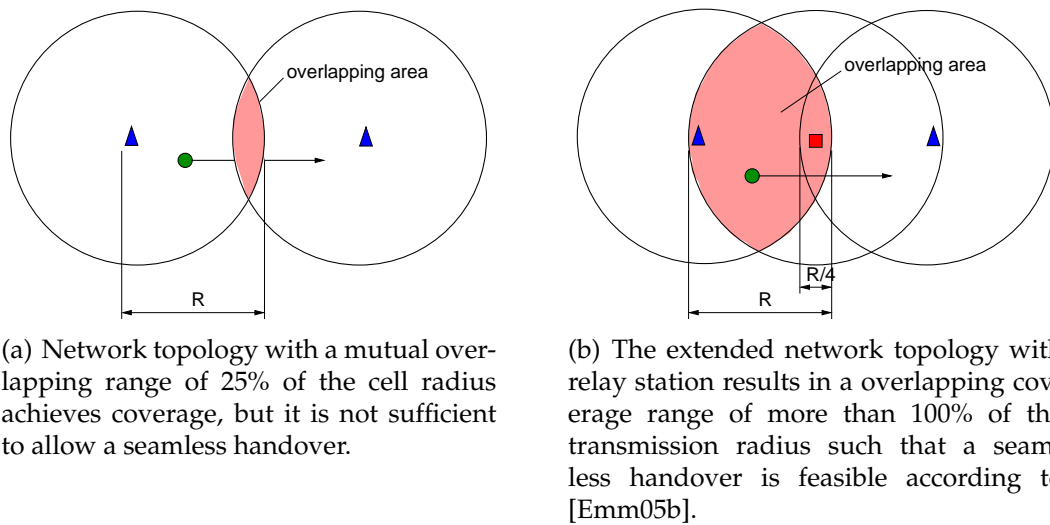 overlapping area
R
(a) Network topology with a mutual over-
lapping range of 25% of the cell radius
achieves coverage, but it is not sufficient
to allow a seamless handover.
overlapping area
R/4
R
(b) The extended network topology with
relay station results in a overlapping cov
erage range of more than 100% of th
transmission radius such that a seam
less handover is feasible according t
[Emm05b].